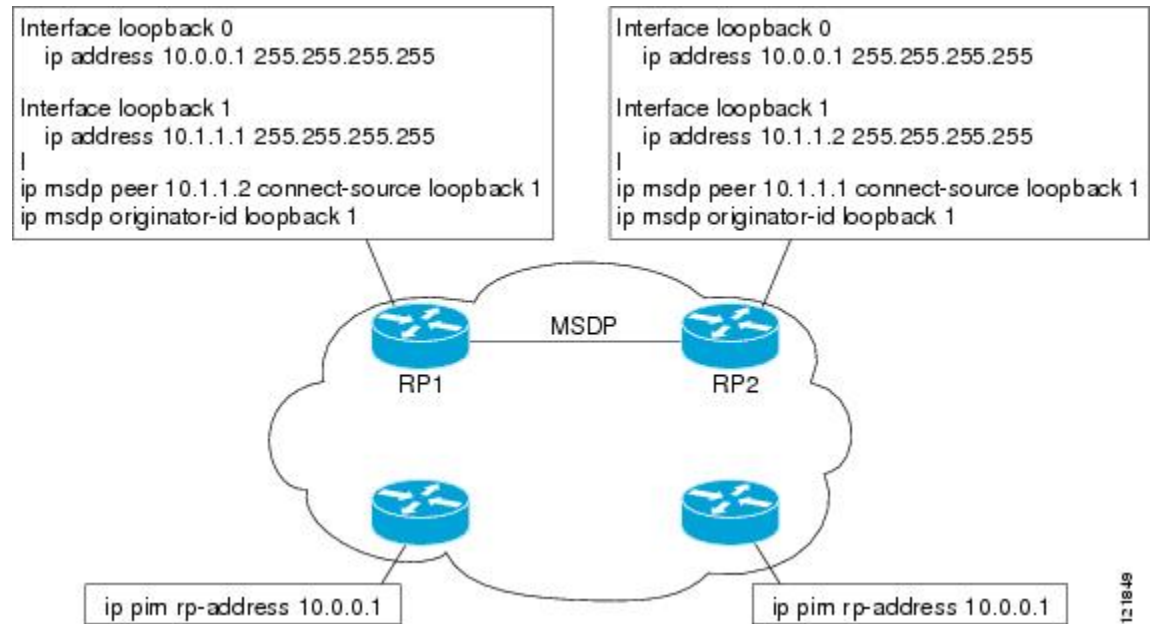 Interface loopback 0
ip address 10.0.0.1 255.255.255.255
Interface loopback 1
ip address 10.1.1.1 255.255.255.255
|
ip msdp peer 10.1.1.2 connect-source loopback 1
ip msdp originator-id loopback 1
Interface loopback 0
ip address 10.0.0.1 255.255.255.255
Interface loopback 1
ip address 10.1.1.2 255.255.255.255
|
ip msdp peer 10.1.1.1 connect-source loopback 1
ip msdp originator-id loopback 1
MSDP
RP1
RP2
ip pim rp-address 10.0.0.1
ip pim rp-address 10.0.0.1
121849